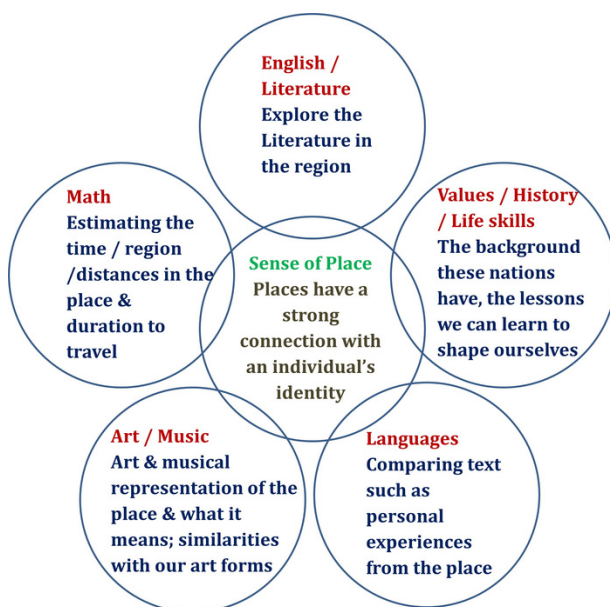 English /
Literature
Explore the
Literature in
the region
Math
Estimating the
time / region
/distances in the
place &
duration to
travel
Values / History
/ Life skills
The background
these nations
have, the lessons
we can learn to
shape ourselves
Sense of Place
Places have a
strong
connection with
an individual’s
identity
Art / Music
Art & musical
representation of the
place & what it
means; similarities
with our art forms
Languages
Comparing text
such as
personal
experiences
from the place